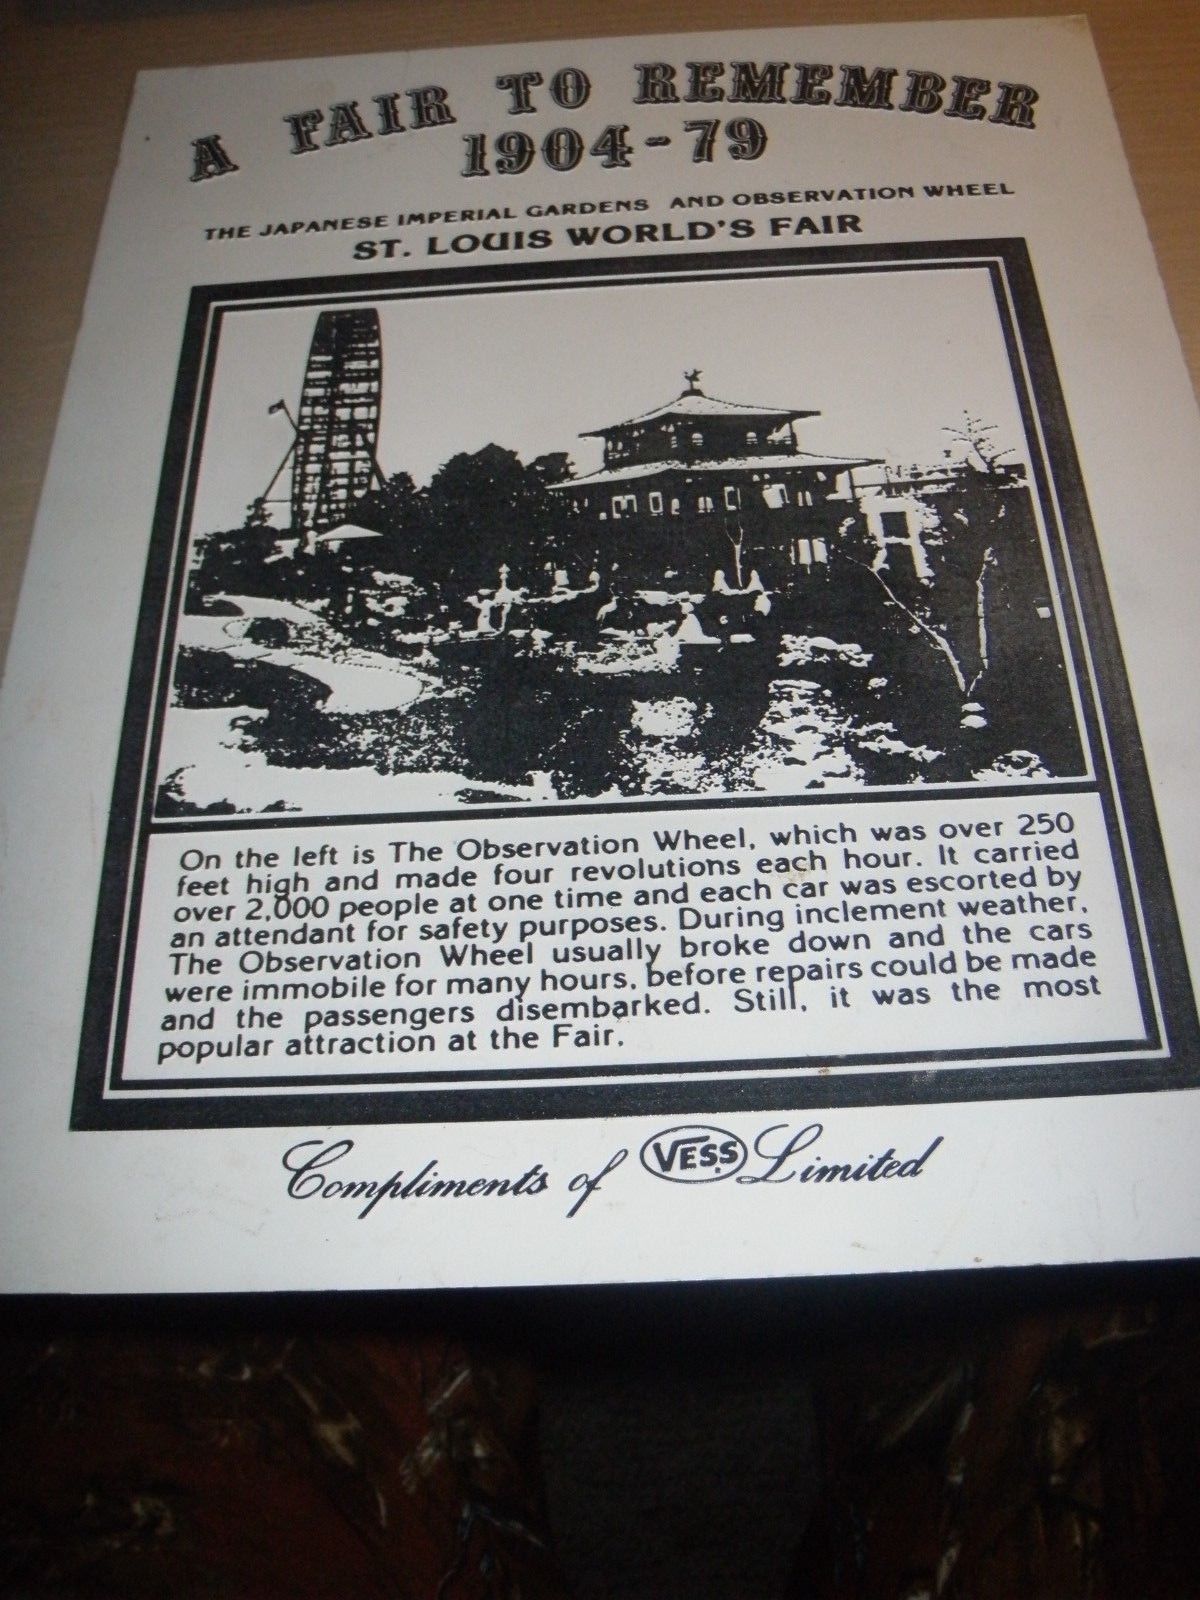 A FAIR TO REMEMBER
1904-79
THE JAPANESE IMPERIAL GARDENS AND OBSERVATION WHEEL
ST. LOUIS WORLD'S FAIR
On the left is The Observation Wheel, which was over 250
feet high and made four revolutions each hour. It carried
over 2,000 people at one time and each car was escorted by
an attendant for safety purposes. During inclement weather,
The Observation Wheel usually broke down and the cars
were immobile for many hours, before repairs could be made
and the passengers disembarked. Still, it was the most
popular attraction at the Fair.
Compliments of VESS Limited